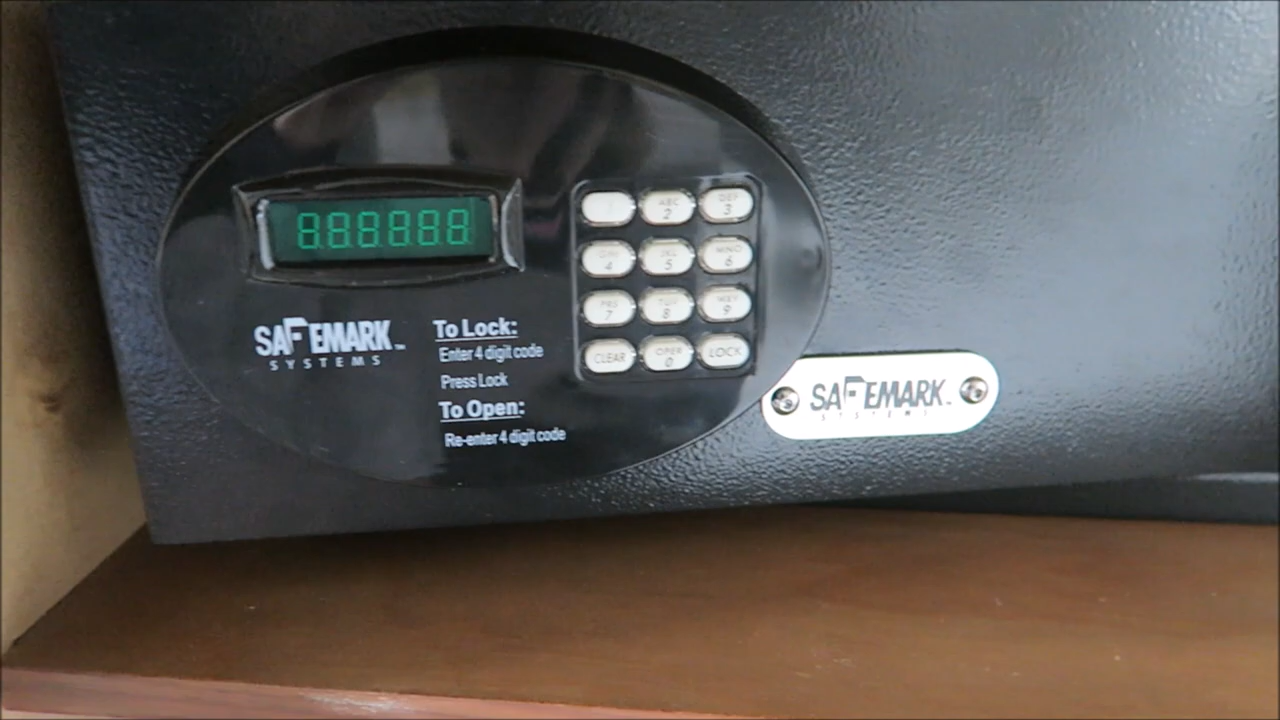 888888
SAFEMARK™
SYSTEMS
To Lock:
Enter 4 digit code
Press Lock
To Open:
Re-enter 4 digit code
ABC 2
DEF 3
GHI 4
JKL 5
MNO 6
PRS 7
TUV 8
WXY 9
CLEAR
OPER 0
LOCK
SAFEMARK™
SYSTEMS